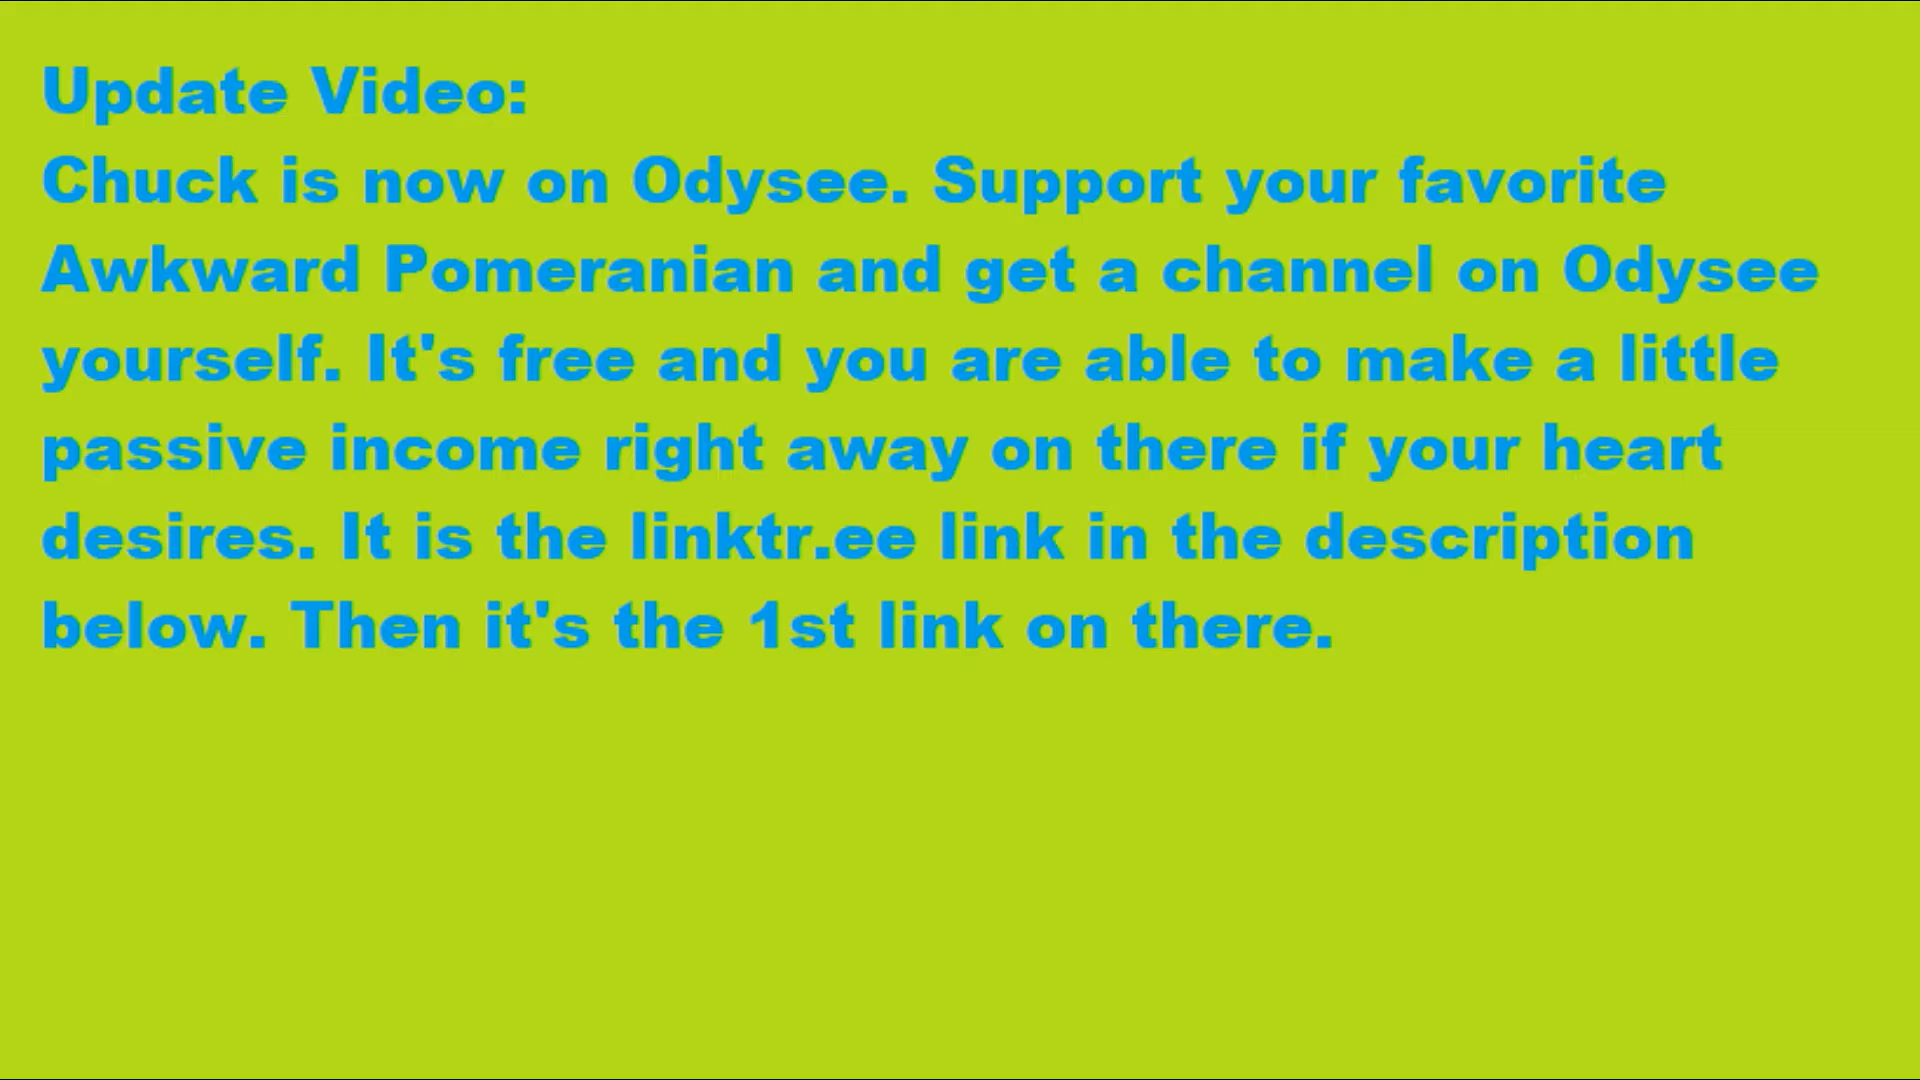 Update Video:
Chuck is now on Odysee. Support your favorite
Awkward Pomeranian and get a channel on Odysee
yourself. It's free and you are able to make a little
passive income right away on there if your heart
desires. It is the linktr.ee link in the description
below. Then it's the 1st link on there.